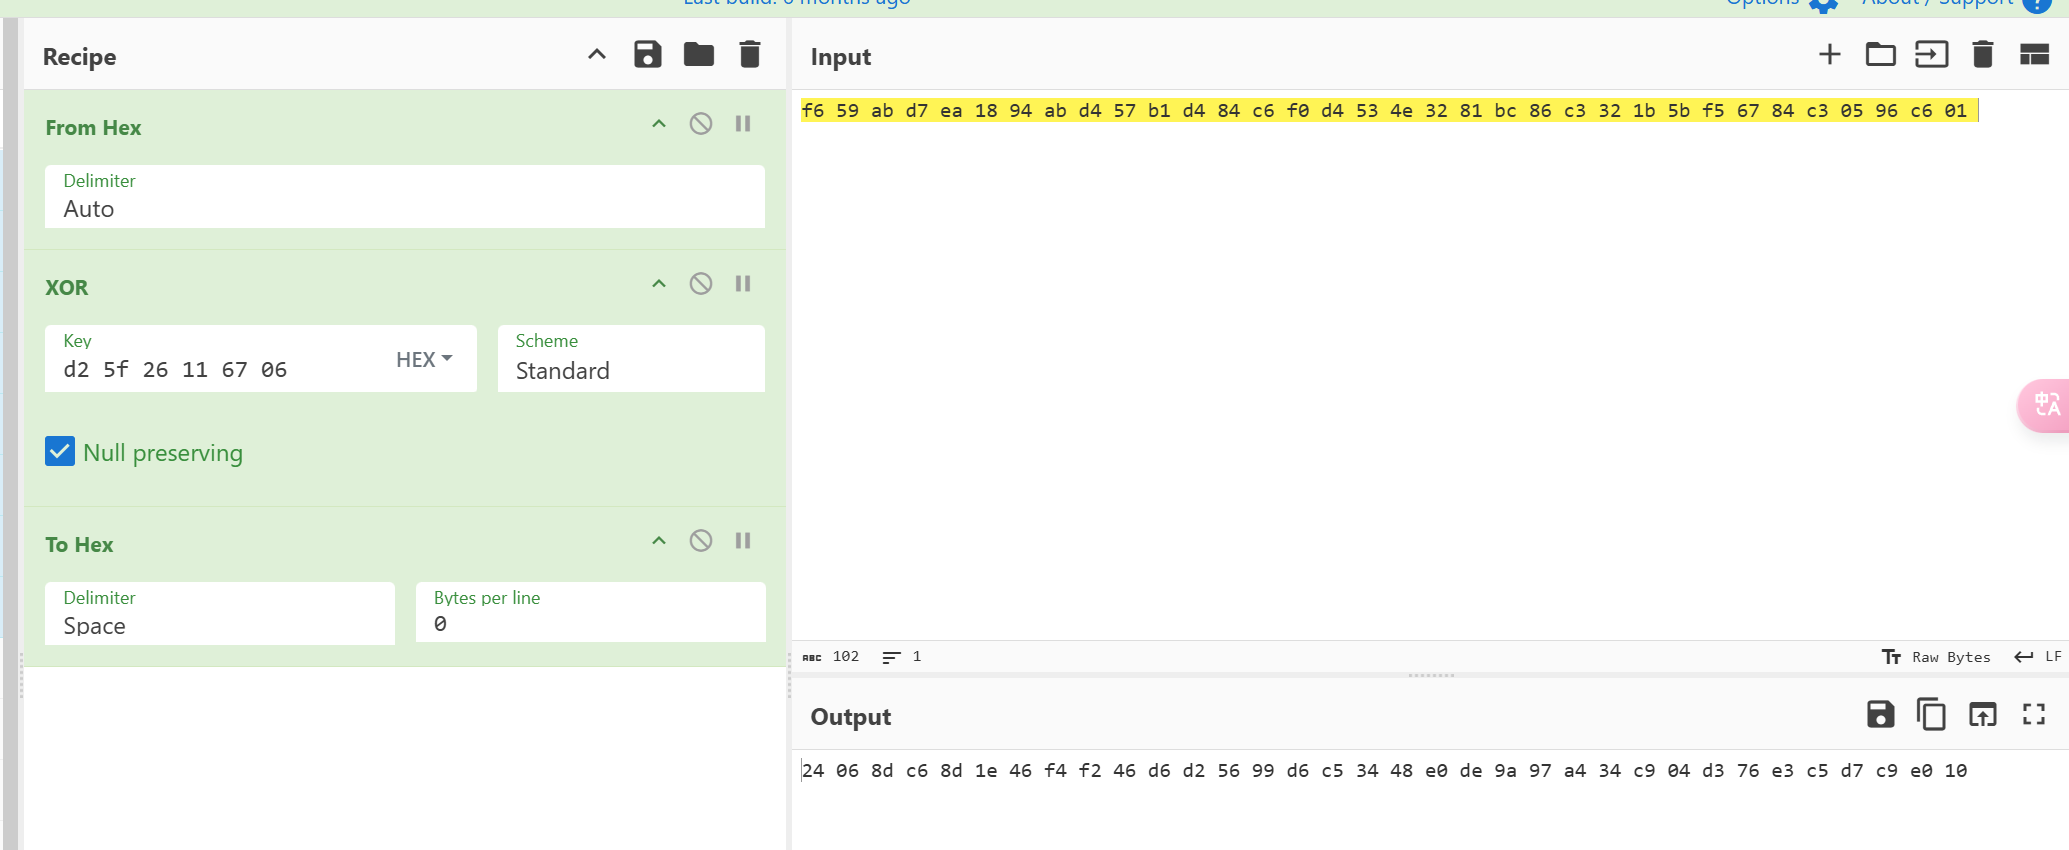 Last build: 6 months ago
Options
About / Support
Recipe
From Hex
Delimiter
Auto
XOR
Key
d2 5f 26 11 67 06
HEX
Scheme
Standard
Null preserving
To Hex
Delimiter
Space
Bytes per line
0
Input
f6 59 ab d7 ea 18 94 ab d4 57 b1 d4 84 c6 f0 d4 53 4e 32 81 bc 86 c3 32 1b 5b f5 67 84 c3 05 96 c6 01
ABC 102
1
Tт Raw Bytes
LF
中A
Output
24 06 8d c6 8d 1e 46 f4 f2 46 d6 d2 56 99 d6 c5 34 48 e0 de 9a 97 a4 34 c9 04 d3 76 e3 c5 d7 c9 e0 10